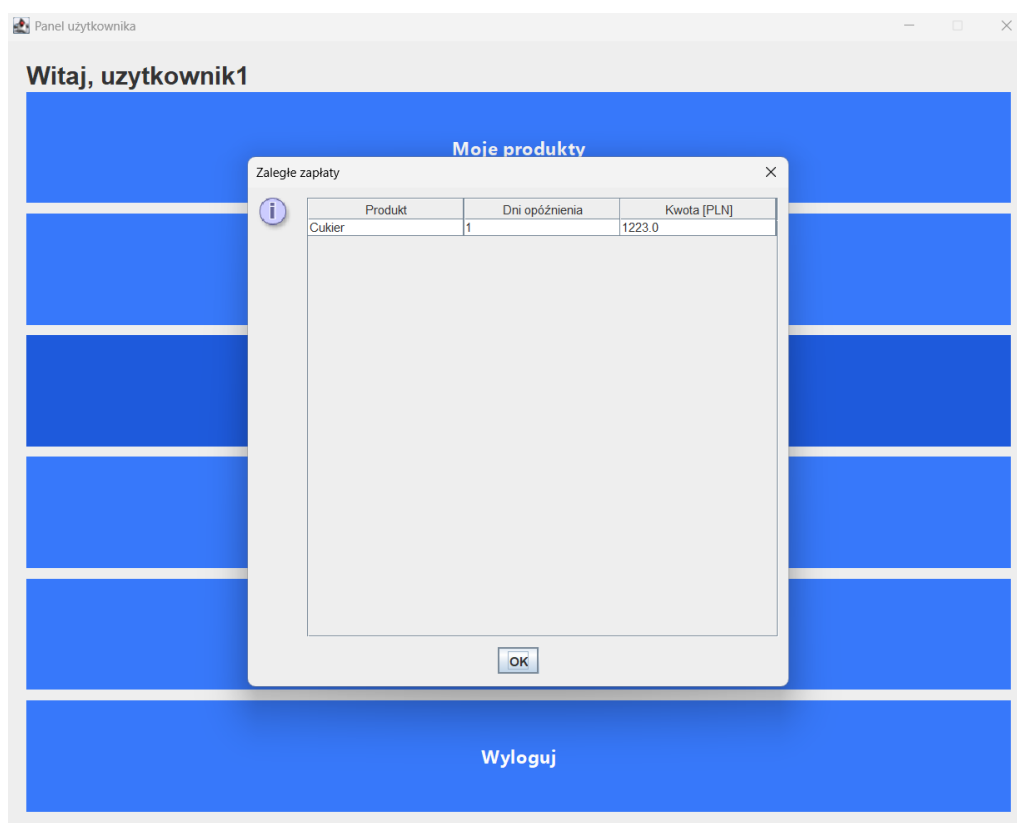 Panel użytkownika
Witaj, uzytkownik1
Moje produkty
Zaległe zapłaty
i
Produkt Dni opóźnienia Kwota [PLN]
Cukier 1 1223.0
OK
Wyloguj